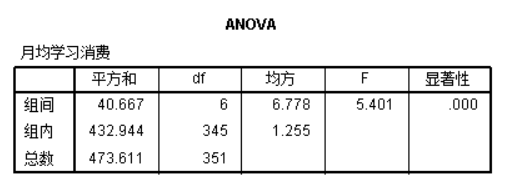 ANOVA
月均学习消费
平方和 df 均方 F 显著性
组间 40.667 6 6.778 5.401 .000
组内 432.944 345 1.255
总数 473.611 351